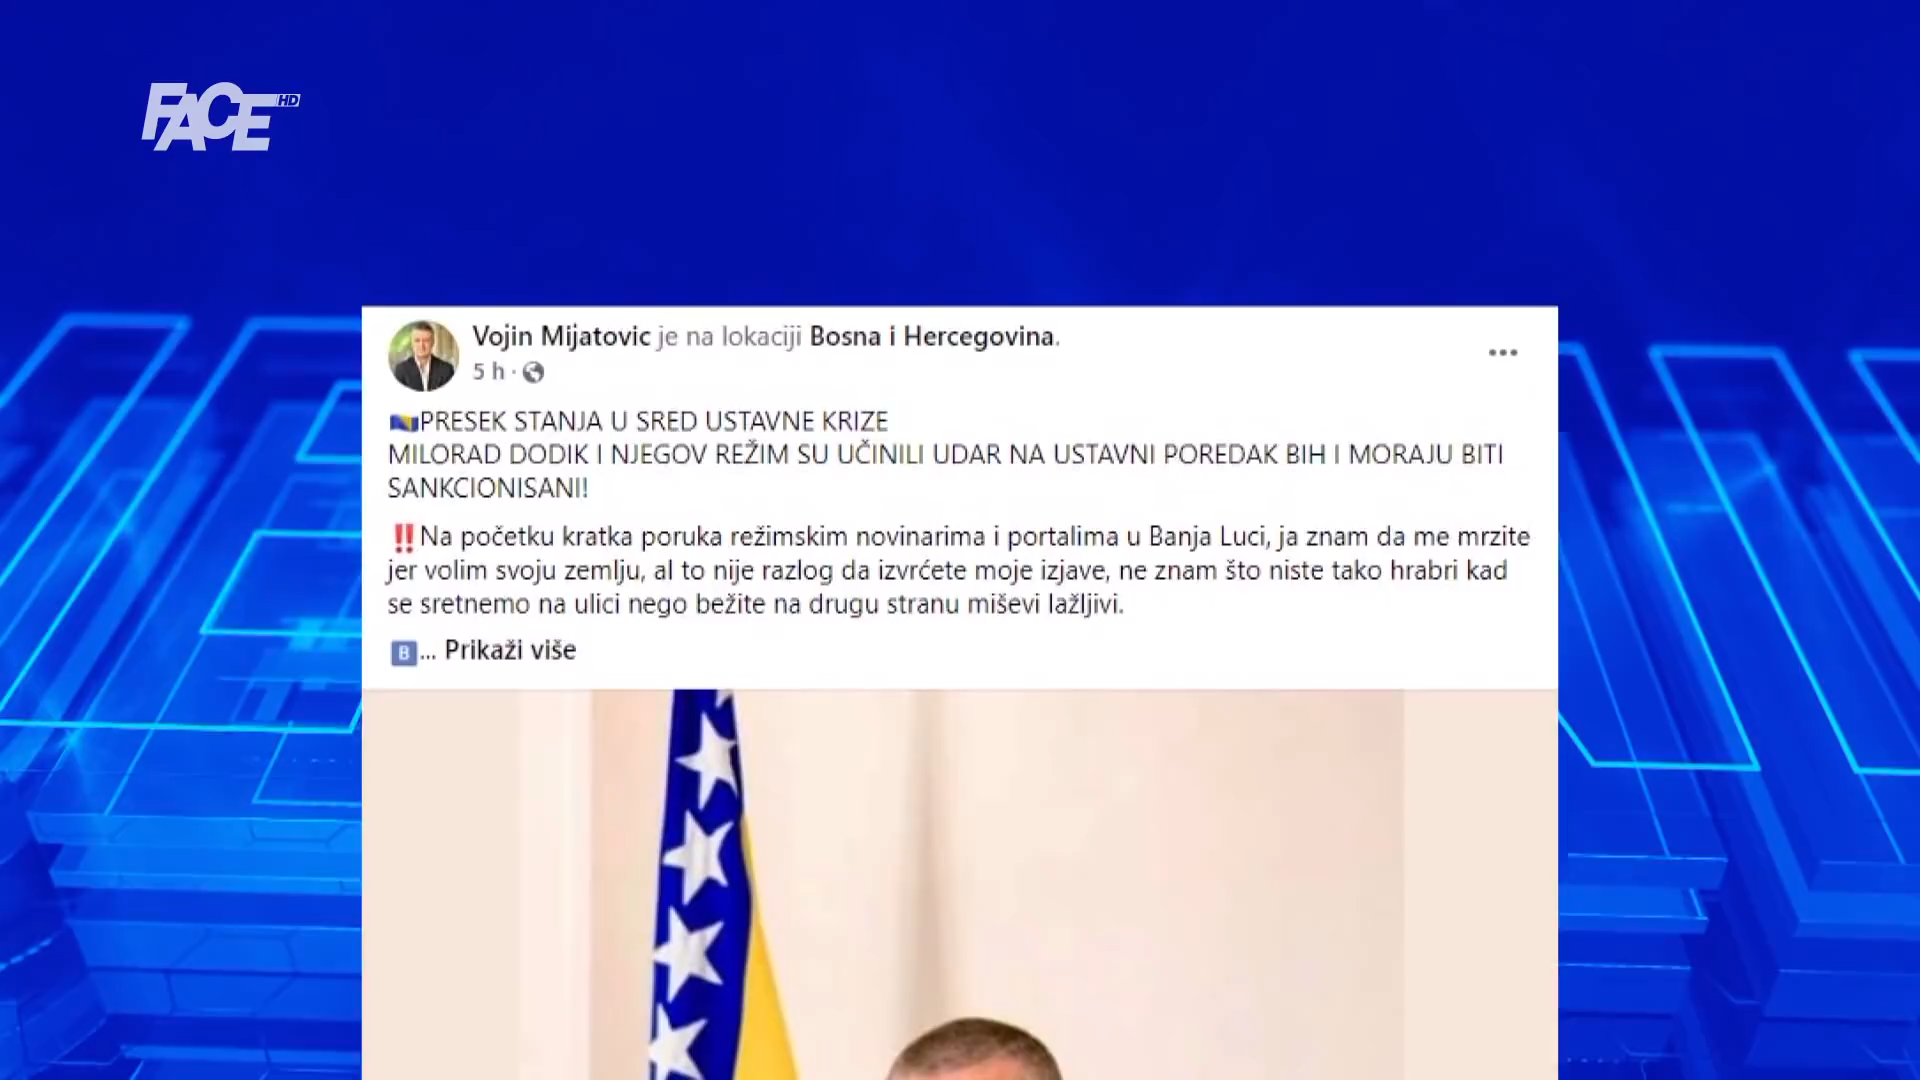 FACE HD
Vojin Mijatovic je na lokaciji Bosna i Hercegovina.
5 h ·
🇧🇦PRESEK STANJA U SRED USTAVNE KRIZE
MILORAD DODIK I NJEGOV REŽIM SU UČINILI UDAR NA USTAVNI POREDAK BIH I MORAJU BITI
SANKCIONISANI!
‼️Na početku kratka poruka režimskim novinarima i portalima u Banja Luci, ja znam da me mrzite
jer volim svoju zemlju, al to nije razlog da izvrćete moje izjave, ne znam što niste tako hrabri kad
se sretnemo na ulici nego bežite na drugu stranu miševi lažljivi.
🅱️... Prikaži više